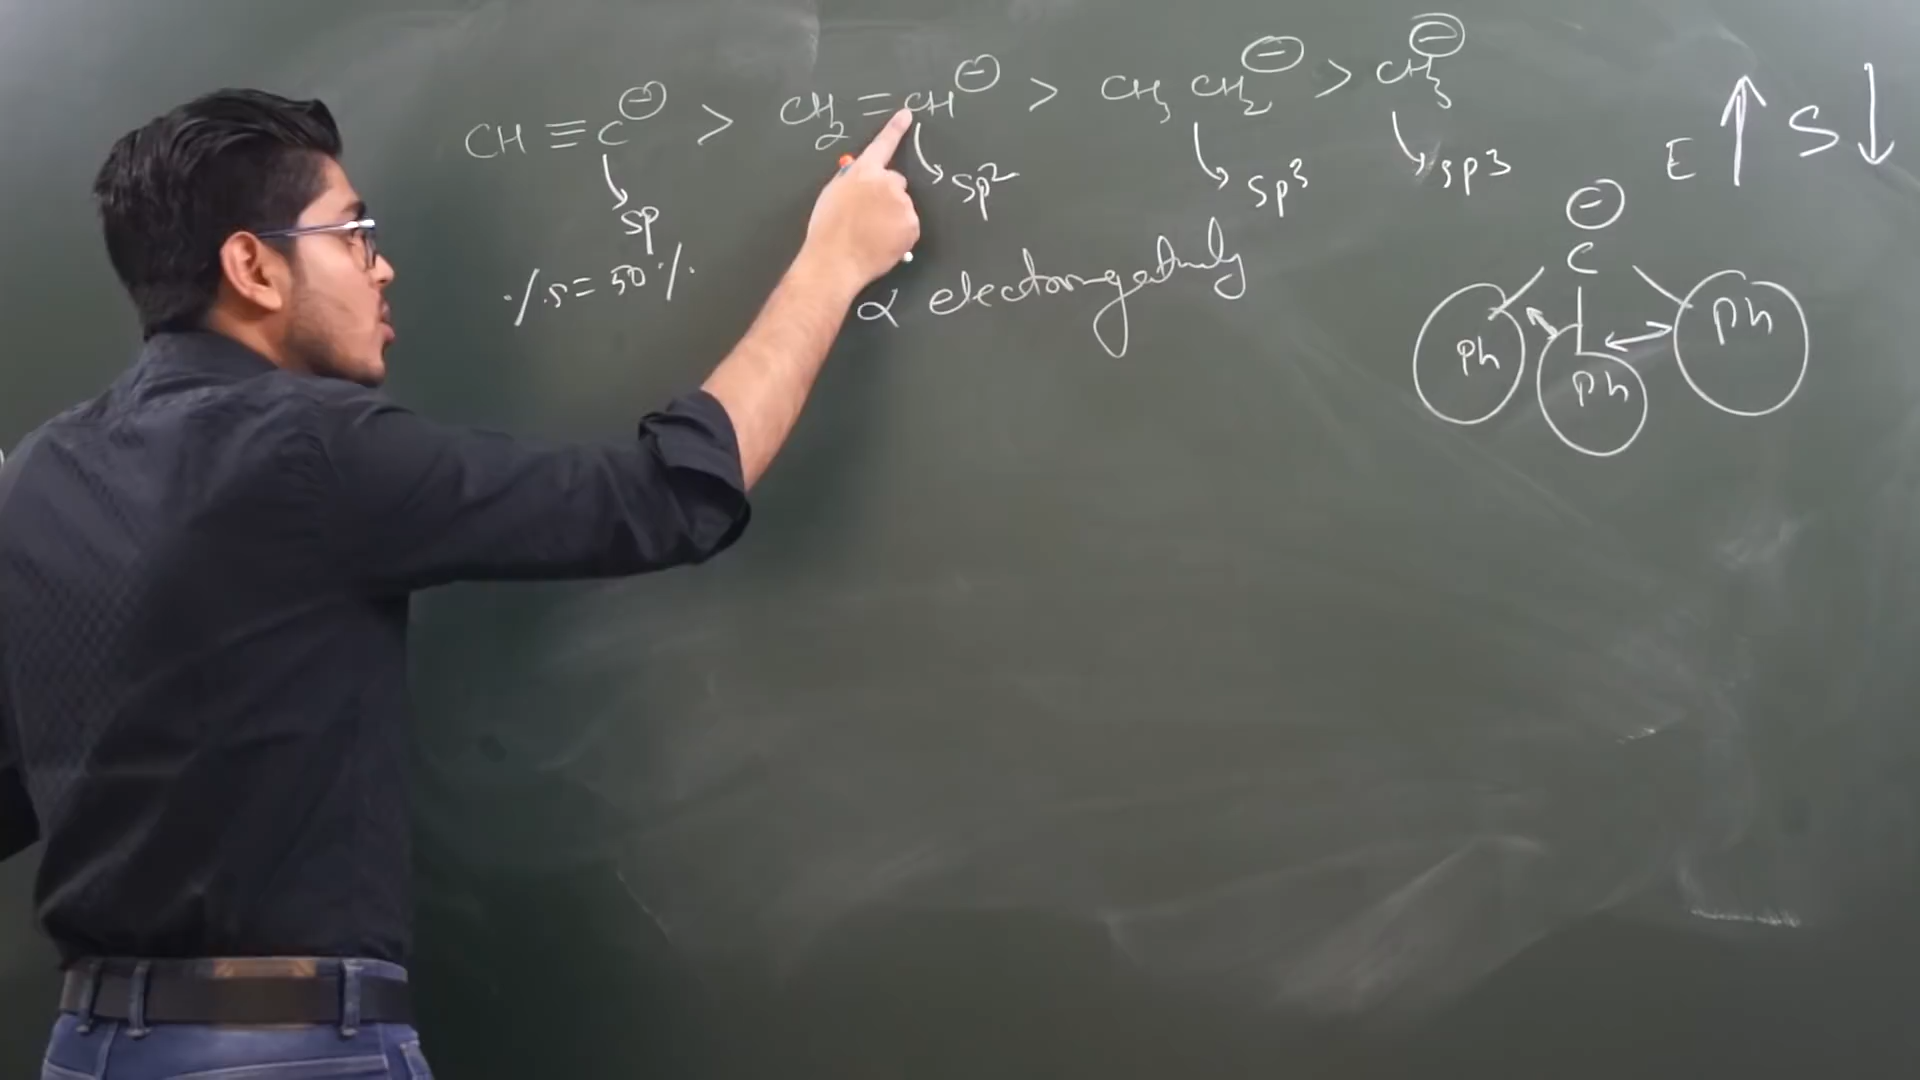 CH ≡ C⊖ > CH2 = CH⊖ > CH3 CH2⊖ > CH3⊖
sp sp2 sp3 sp3
E ↑ S ↓
% s = 50 %
∝ electronegativity
⊖
C
Ph Ph Ph